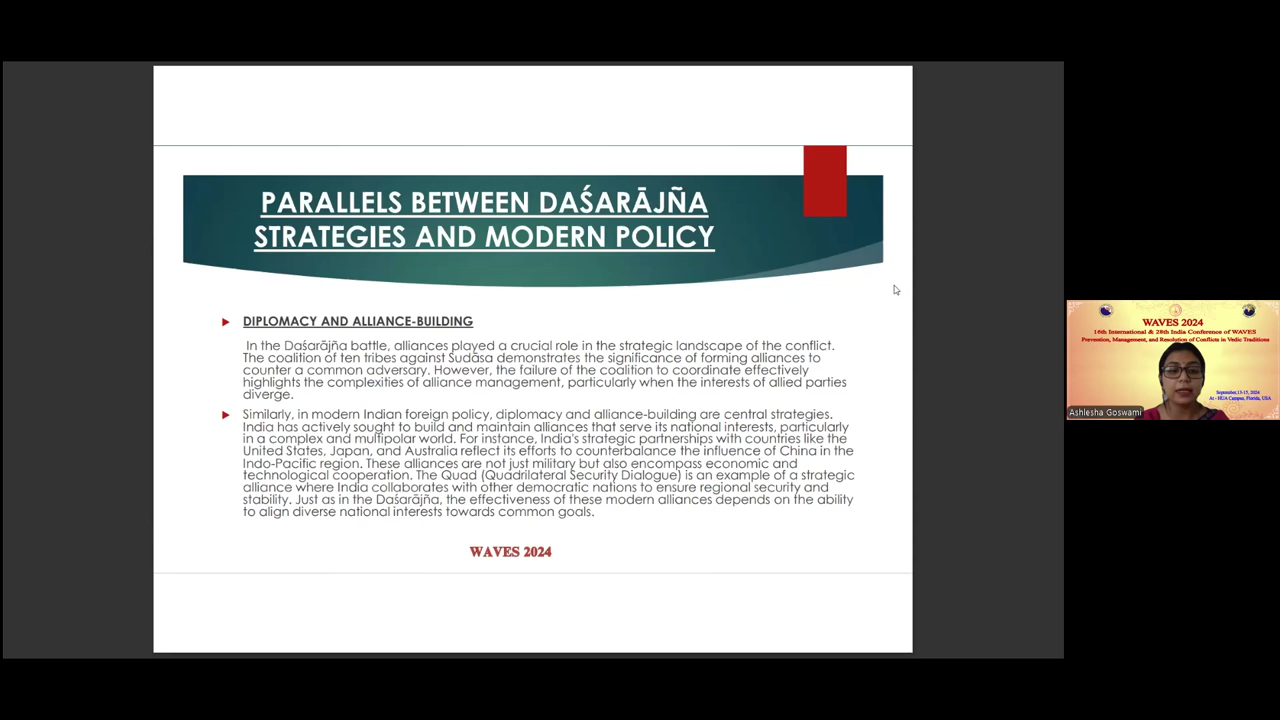 PARALLELS BETWEEN DAŚARĀJÑA
STRATEGIES AND MODERN POLICY
DIPLOMACY AND ALLIANCE-BUILDING
In the Daśarājña battle, alliances played a crucial role in the strategic landscape of the conflict.
The coalition of ten tribes against Sudāsa demonstrates the significance of forming alliances to
counter a common adversary. However, the failure of the coalition to coordinate effectively
highlights the complexities of alliance management, particularly when the interests of allied parties
diverge.
Similarly, in modern Indian foreign policy, diplomacy and alliance-building are central strategies.
India has actively sought to build and maintain alliances that serve its national interests, particularly
in a complex and multipolar world. For instance, India's strategic partnerships with countries like the
United States, Japan, and Australia reflect its efforts to counterbalance the influence of China in the
Indo-Pacific region. These alliances are not just military but also encompass economic and
technological cooperation. The Quad (Quadrilateral Security Dialogue) is an example of a strategic
alliance where India collaborates with other democratic nations to ensure regional security and
stability. Just as in the Daśarājña, the effectiveness of these modern alliances depends on the ability
to align diverse national interests towards common goals.
WAVES 2024
WAVES 2024
16th International & 28th India Conference of WAVES
Prevention, Management, and Resolution of Conflicts in Vedic Traditions
September,13-15, 2024
At - HUA Campus, Florida, USA
Ashlesha Goswami